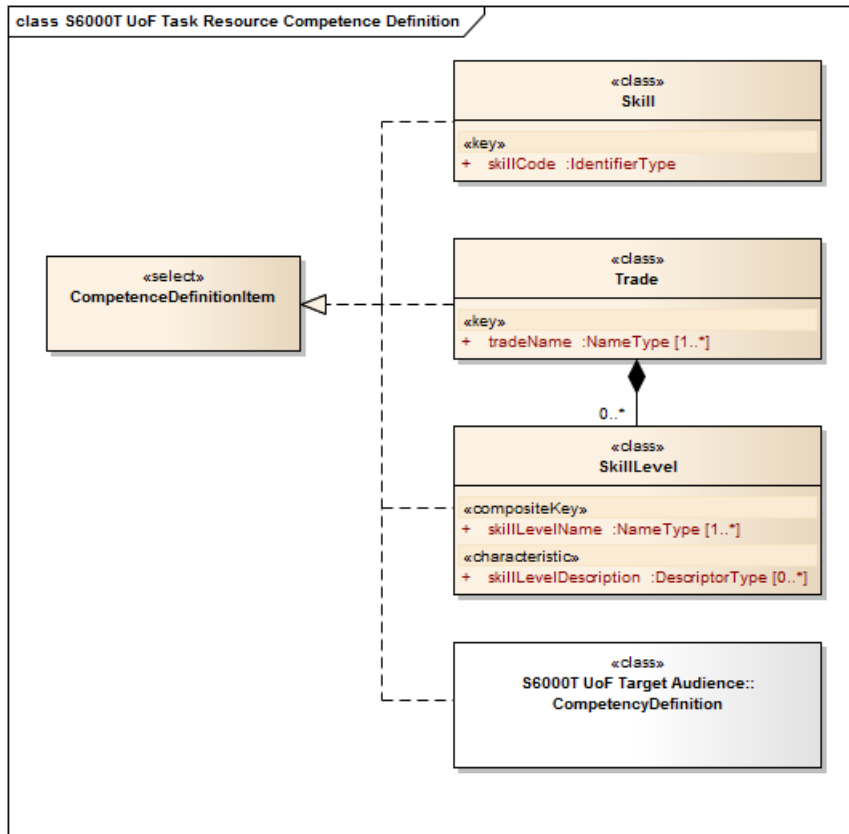 class S6000T UoF Task Resource Competence Definition
«class»
Skill
«key»
+ skillCode :IdentifierType
«select»
CompetenceDefinitionItem
«class»
Trade
«key»
+ tradeName :NameType [1..*]
0..*
«class»
SkillLevel
«compositeKey»
+ skillLevelName :NameType [1..*]
«characteristic»
+ skillLevelDescription :DescriptorType [0..*]
«class»
S6000T UoF Target Audience::
CompetencyDefinition